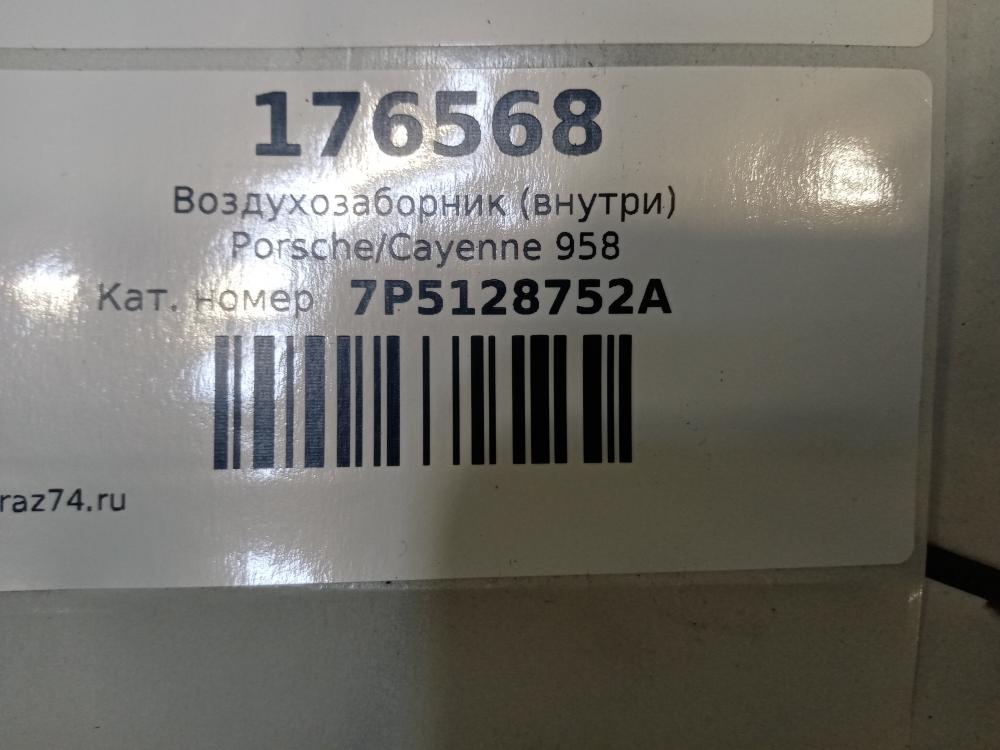 176568
Воздухозаборник (внутри)
Porsche/Cayenne 958
Кат. номер 7P5128752A
raz74.ru